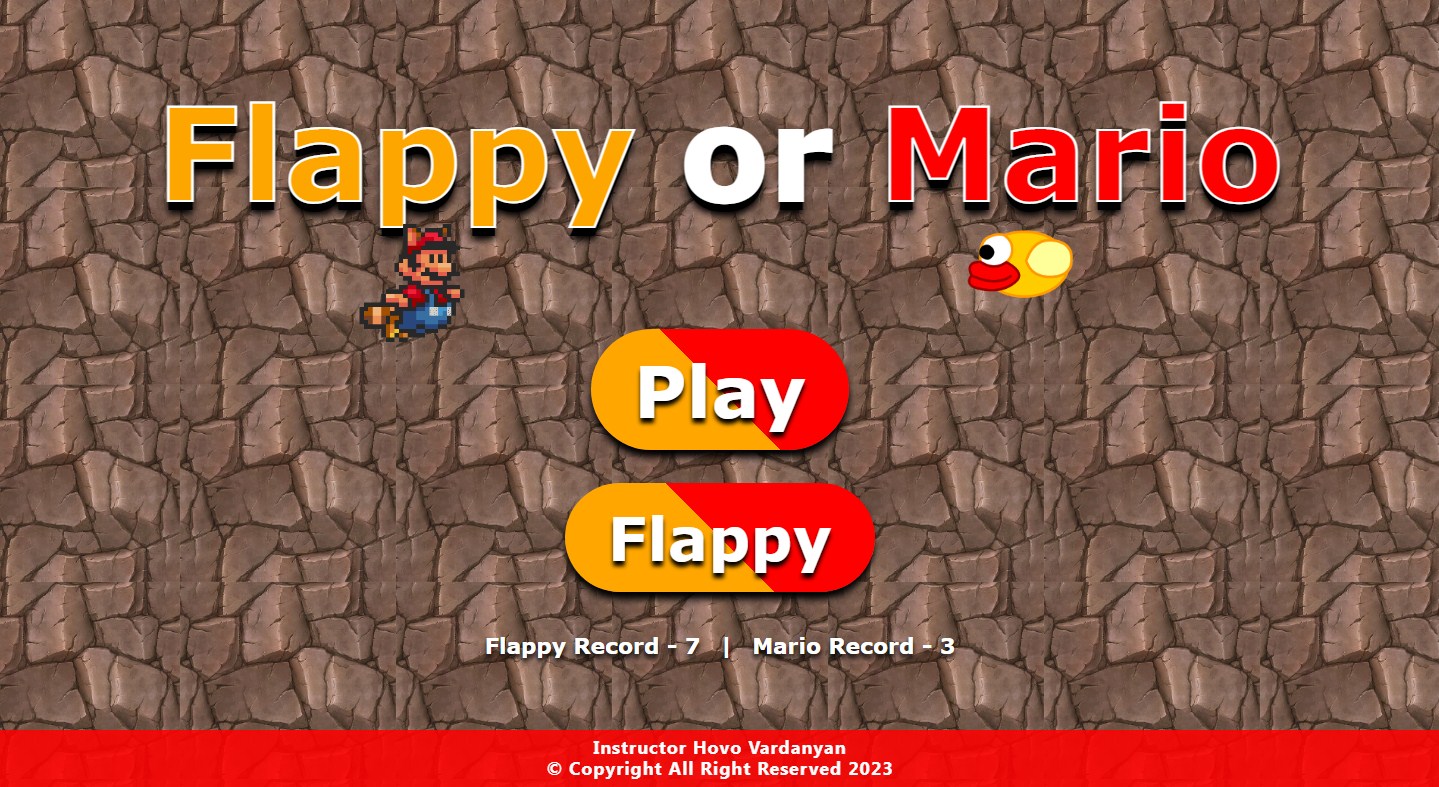 Flappy or Mario
Play
Flappy
Flappy Record - 7 | Mario Record - 3
Instructor Hovo Vardanyan
© Copyright All Right Reserved 2023